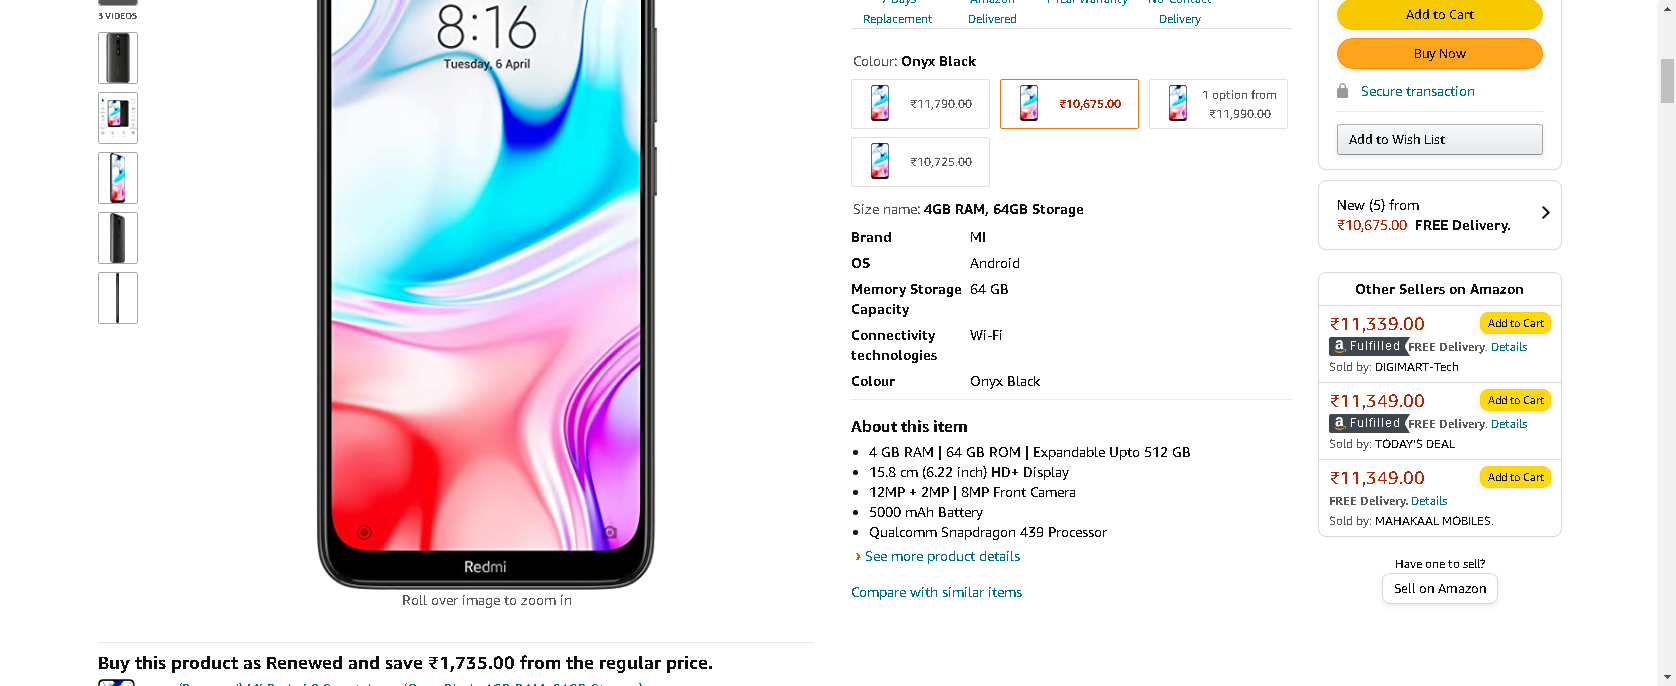 3 VIDEOS
8:16
Tuesday, 6 April
Redmi
Roll over image to zoom in
Buy this product as Renewed and save ₹1,735.00 from the regular price.
Replacement
Delivered
1 Year Warranty
No-Contact
Delivery
Colour: Onyx Black
₹11,790.00
₹10,675.00
1 option from
₹11,990.00
₹10,725.00
Size name: 4GB RAM, 64GB Storage
Brand MI
OS Android
Memory Storage 64 GB
Capacity
Connectivity Wi-Fi
technologies
Colour Onyx Black
About this item
• 4 GB RAM | 64 GB ROM | Expandable Upto 512 GB
• 15.8 cm (6.22 inch) HD+ Display
• 12MP + 2MP | 8MP Front Camera
• 5000 mAh Battery
• Qualcomm Snapdragon 439 Processor
› See more product details
Compare with similar items
Add to Cart
Buy Now
Secure transaction
Add to Wish List
New (5) from
₹10,675.00 FREE Delivery.
Other Sellers on Amazon
₹11,339.00 Add to Cart
a Fulfilled FREE Delivery. Details
Sold by: DIGIMART-Tech
₹11,349.00 Add to Cart
a Fulfilled FREE Delivery. Details
Sold by: TODAY'S DEAL
₹11,349.00 Add to Cart
FREE Delivery. Details
Sold by: MAHAKAAL MOBILES.
Have one to sell?
Sell on Amazon